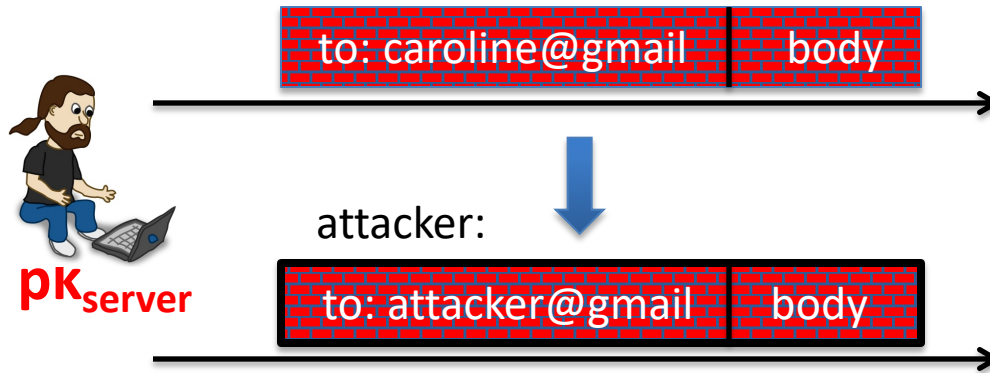 to: caroline@gmail body
attacker:
pkserver
to: attacker@gmail body